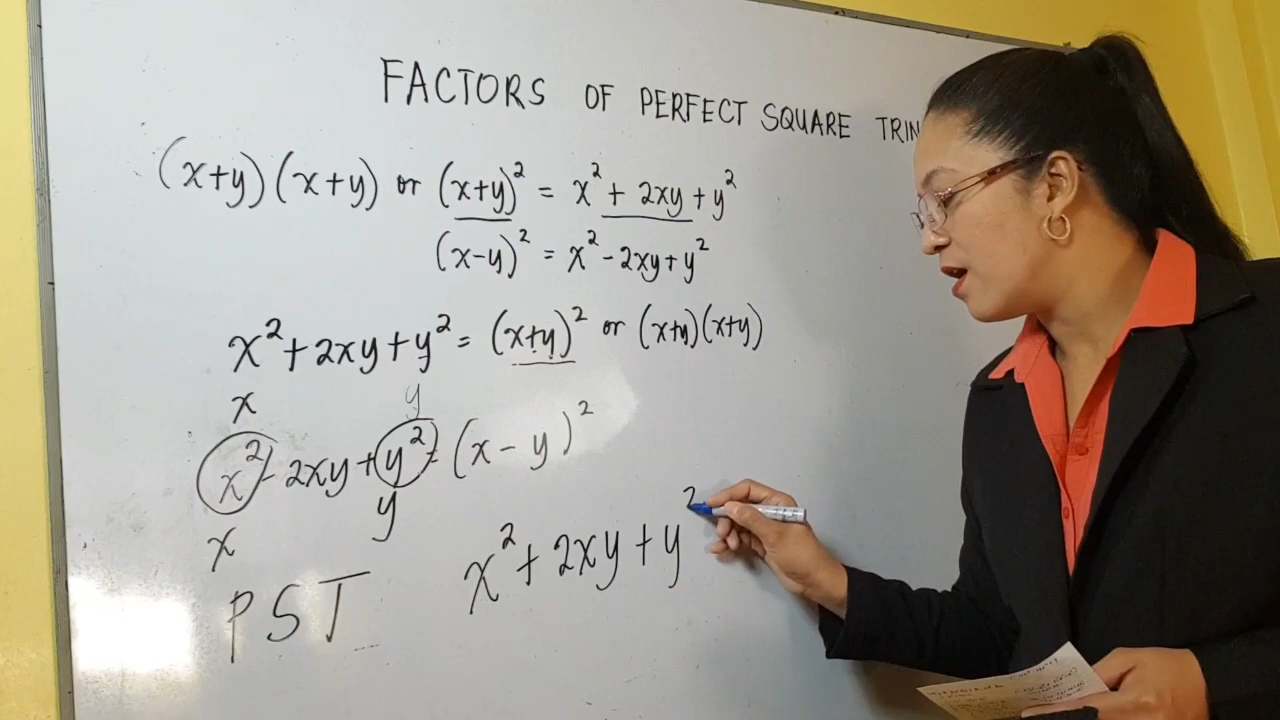 FACTORS OF PERFECT SQUARE TRIN
(x+y)(x+y) or (x+y)² = x² + 2xy + y²
(x-y)² = x² - 2xy + y²
x² + 2xy + y² = (x+y)² or (x+y)(x+y)
x y
x² - 2xy + y² = (x - y)²
x y
PST
x² + 2xy + y²